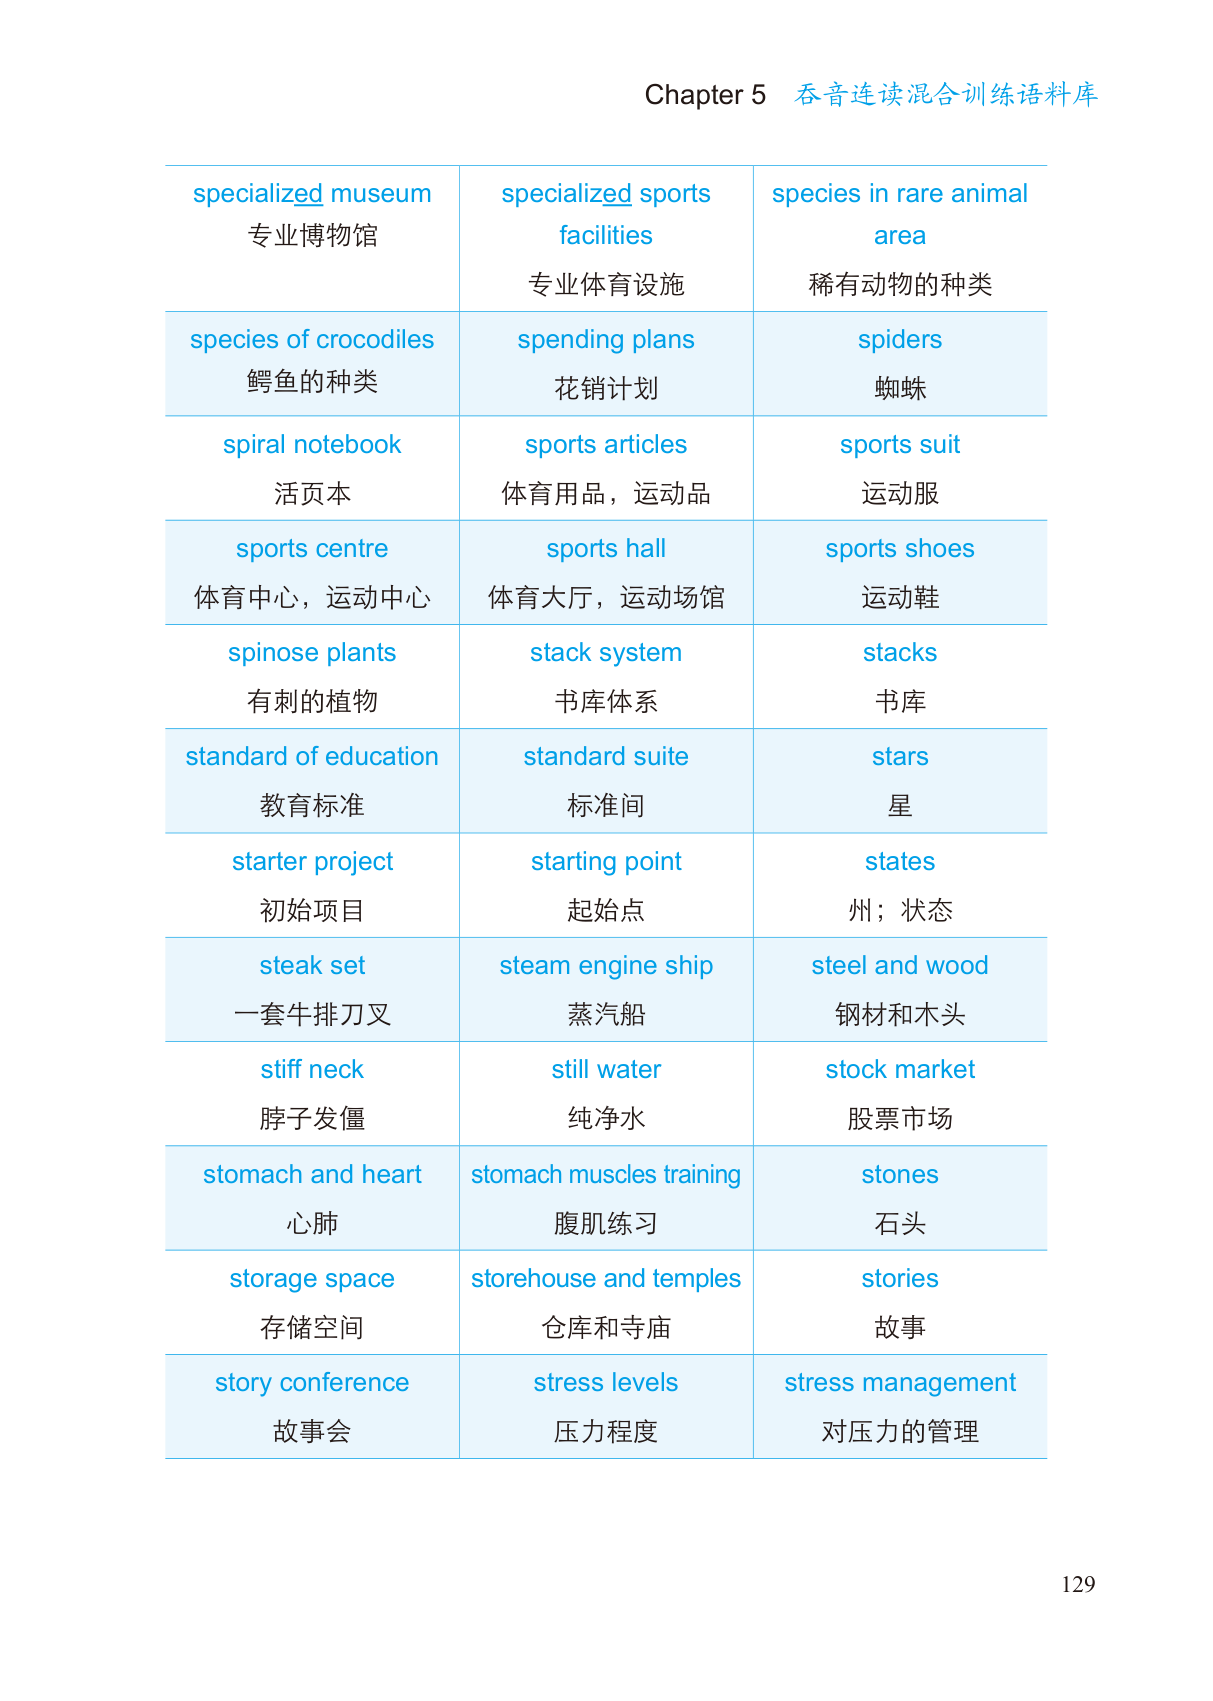 Chapter 5 吞音连读混合训练语料库
specialized museum
专业博物馆
specialized sports
facilities
专业体育设施
species in rare animal
area
稀有动物的种类
species of crocodiles
鳄鱼的种类
spending plans
花销计划
spiders
蜘蛛
spiral notebook
活页本
sports articles
体育用品，运动品
sports suit
运动服
sports centre
体育中心，运动中心
sports hall
体育大厅，运动场馆
sports shoes
运动鞋
spinose plants
有刺的植物
stack system
书库体系
stacks
书库
standard of education
教育标准
standard suite
标准间
stars
星
starter project
初始项目
starting point
起始点
states
州；状态
steak set
一套牛排刀叉
steam engine ship
蒸汽船
steel and wood
钢材和木头
stiff neck
脖子发僵
still water
纯净水
stock market
股票市场
stomach and heart
心肺
stomach muscles training
腹肌练习
stones
石头
storage space
存储空间
storehouse and temples
仓库和寺庙
stories
故事
story conference
故事会
stress levels
压力程度
stress management
对压力的管理
129